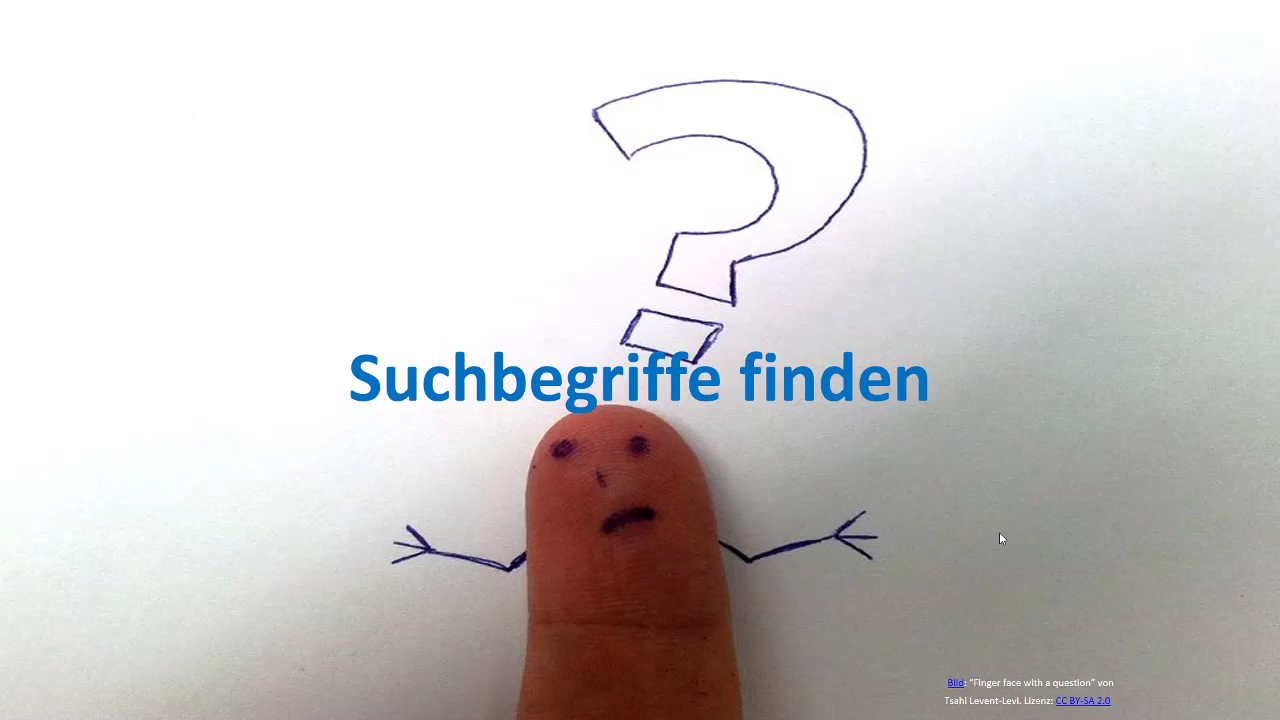 Suchbegriffe finden
Bild: “Finger face with a question” von
Tsahi Levent-Levi. Lizenz: CC BY-SA 2.0